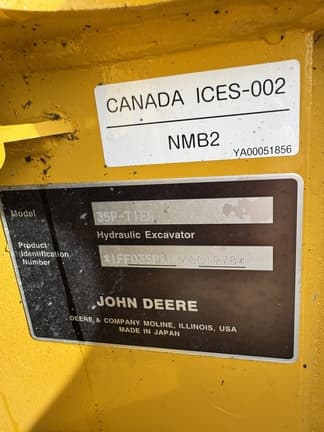 CANADA ICES-002
NMB2
YA00051856
Model 35P-TIER
Hydraulic Excavator
Product
Identification
Number
JOHN DEERE
DEERE & COMPANY MOLINE, ILLINOIS, USA
MADE IN JAPAN